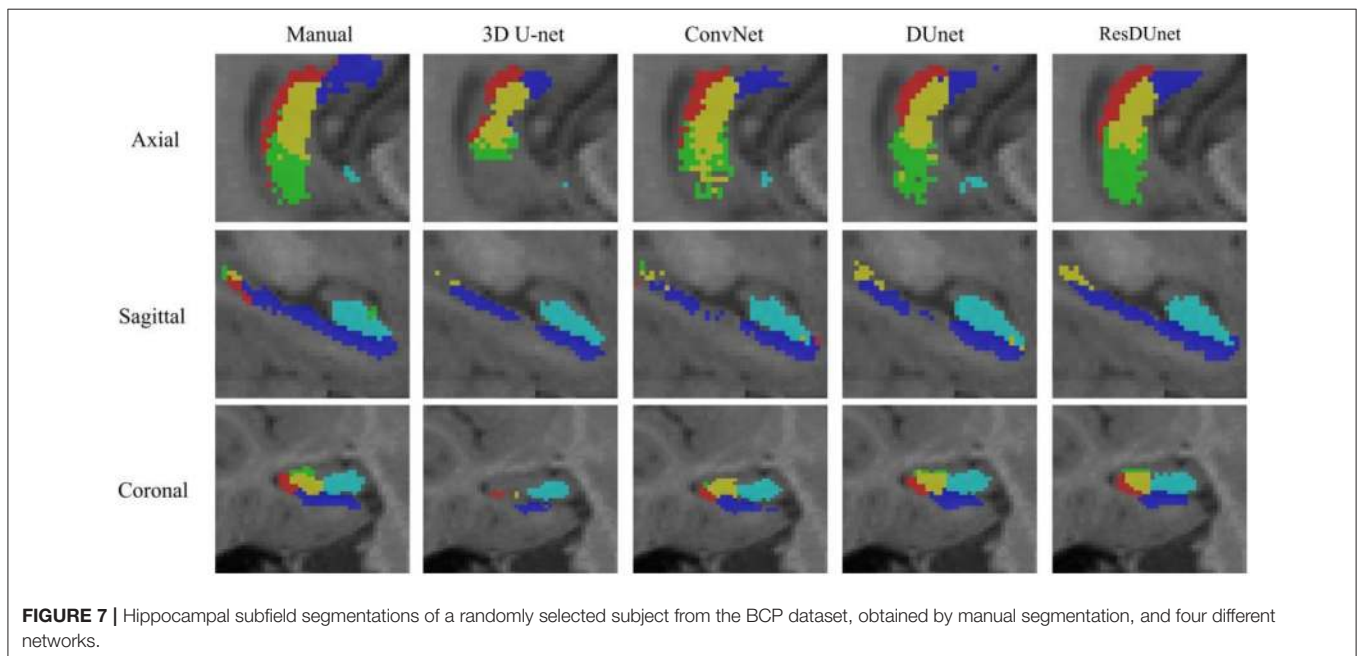 Manual 3D U-net ConvNet DUnet ResDUnet
Axial
Sagittal
Coronal
FIGURE 7 | Hippocampal subfield segmentations of a randomly selected subject from the BCP dataset, obtained by manual segmentation, and four different
networks.